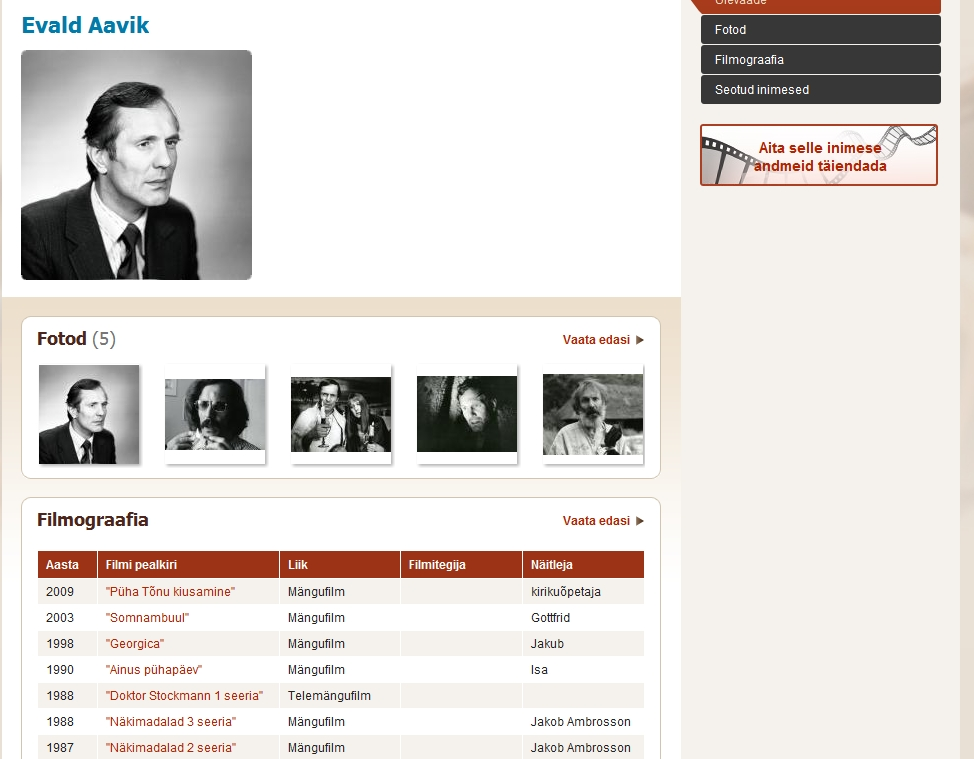 Evald Aavik
Ülevaade
Fotod
Filmograafia
Seotud inimesed
Aita selle inimese
andmeid täiendada
Fotod (5)
Vaata edasi
Filmograafia
Vaata edasi
Aasta Filmi pealkiri Liik Filmitegija Näitleja
2009 "Püha Tõnu kiusamine" Mängufilm kirikuõpetaja
2003 "Somnambuul" Mängufilm Gottfrid
1998 "Georgica" Mängufilm Jakub
1990 "Ainus pühapäev" Mängufilm Isa
1988 "Doktor Stockmann 1 seeria" Telemängufilm
1988 "Näkimadalad 3 seeria" Mängufilm Jakob Ambrosson
1987 "Näkimadalad 2 seeria" Mängufilm Jakob Ambrosson